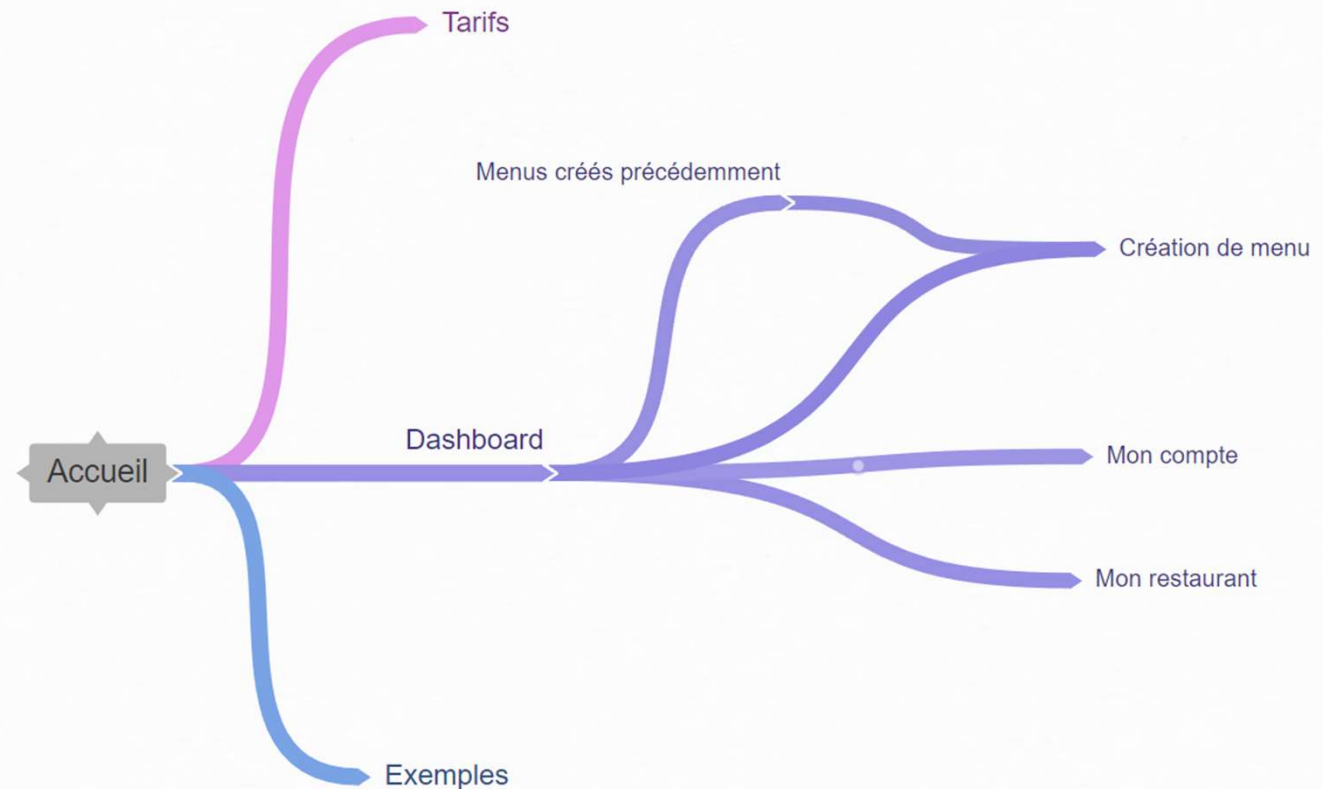 Tarifs
Menus créés précédemment
Création de menu
Dashboard
Mon compte
Accueil
Mon restaurant
Exemples